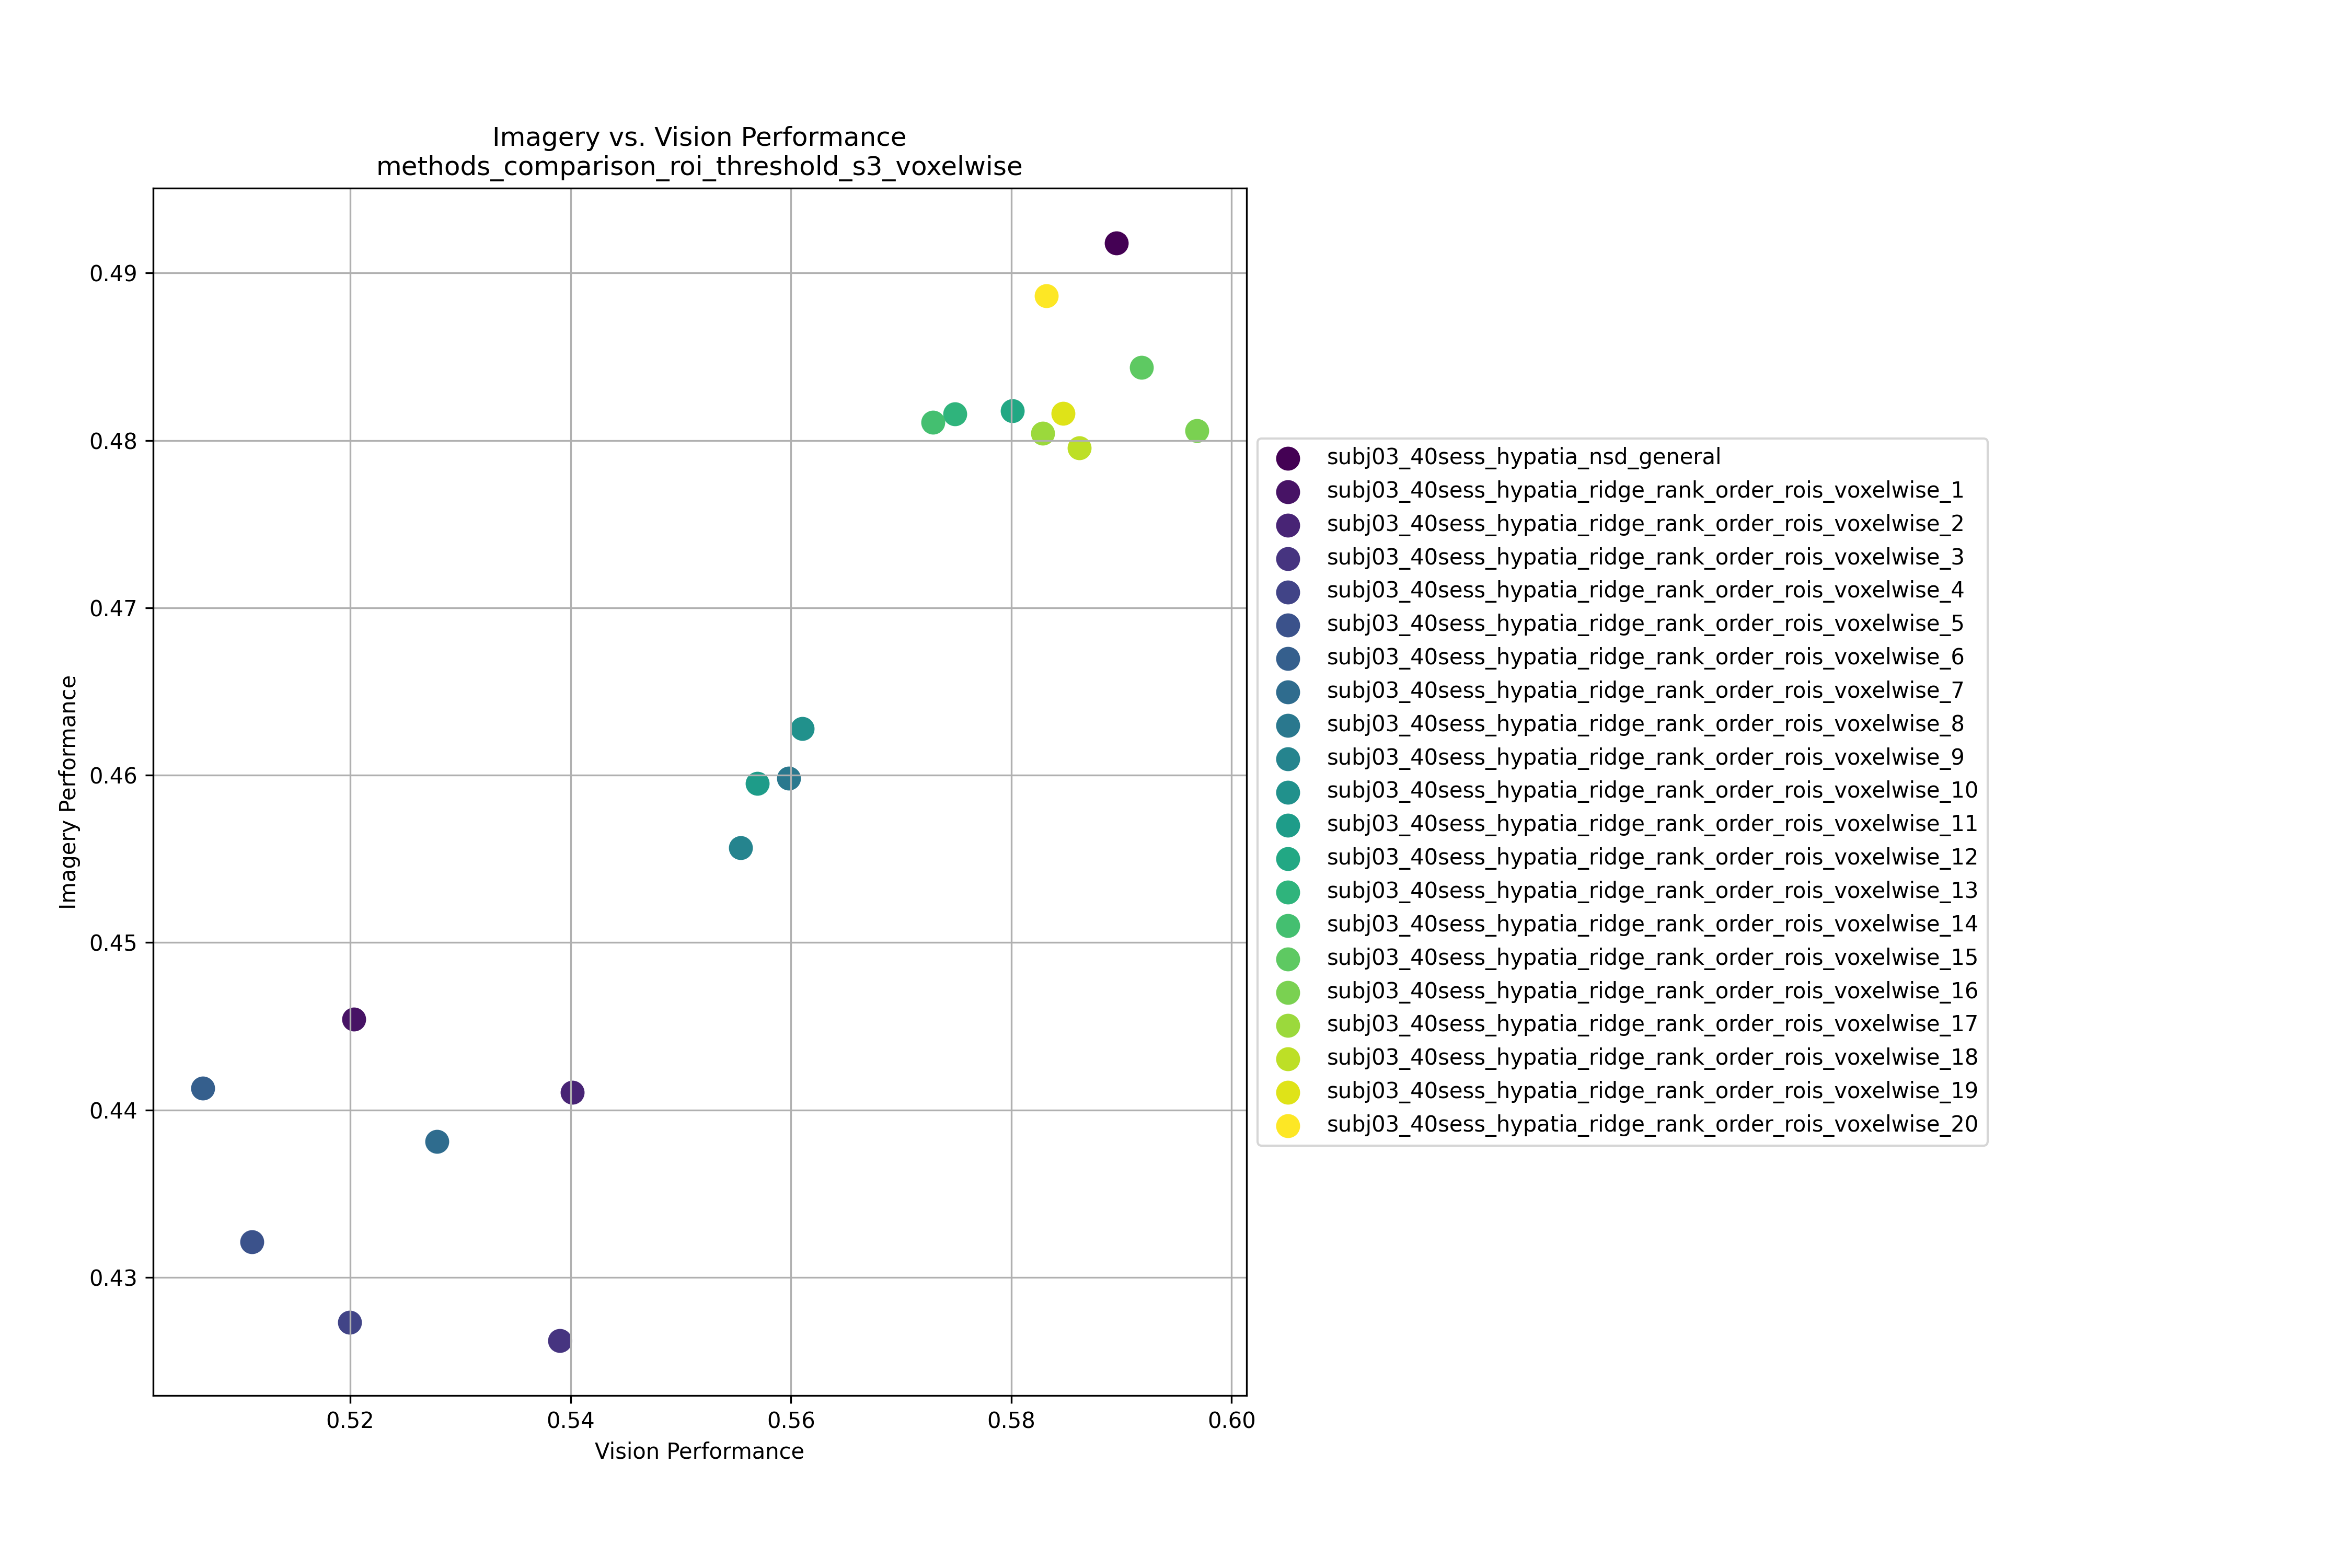 Imagery vs. Vision Performance
methods_comparison_roi_threshold_s3_voxelwise
0.49
0.48
0.47
0.46
0.45
0.44
0.43
Imagery Performance
0.52
0.54
0.56
0.58
0.60
Vision Performance
subj03_40sess_hypatia_nsd_general
subj03_40sess_hypatia_ridge_rank_order_rois_voxelwise_1
subj03_40sess_hypatia_ridge_rank_order_rois_voxelwise_2
subj03_40sess_hypatia_ridge_rank_order_rois_voxelwise_3
subj03_40sess_hypatia_ridge_rank_order_rois_voxelwise_4
subj03_40sess_hypatia_ridge_rank_order_rois_voxelwise_5
subj03_40sess_hypatia_ridge_rank_order_rois_voxelwise_6
subj03_40sess_hypatia_ridge_rank_order_rois_voxelwise_7
subj03_40sess_hypatia_ridge_rank_order_rois_voxelwise_8
subj03_40sess_hypatia_ridge_rank_order_rois_voxelwise_9
subj03_40sess_hypatia_ridge_rank_order_rois_voxelwise_10
subj03_40sess_hypatia_ridge_rank_order_rois_voxelwise_11
subj03_40sess_hypatia_ridge_rank_order_rois_voxelwise_12
subj03_40sess_hypatia_ridge_rank_order_rois_voxelwise_13
subj03_40sess_hypatia_ridge_rank_order_rois_voxelwise_14
subj03_40sess_hypatia_ridge_rank_order_rois_voxelwise_15
subj03_40sess_hypatia_ridge_rank_order_rois_voxelwise_16
subj03_40sess_hypatia_ridge_rank_order_rois_voxelwise_17
subj03_40sess_hypatia_ridge_rank_order_rois_voxelwise_18
subj03_40sess_hypatia_ridge_rank_order_rois_voxelwise_19
subj03_40sess_hypatia_ridge_rank_order_rois_voxelwise_20